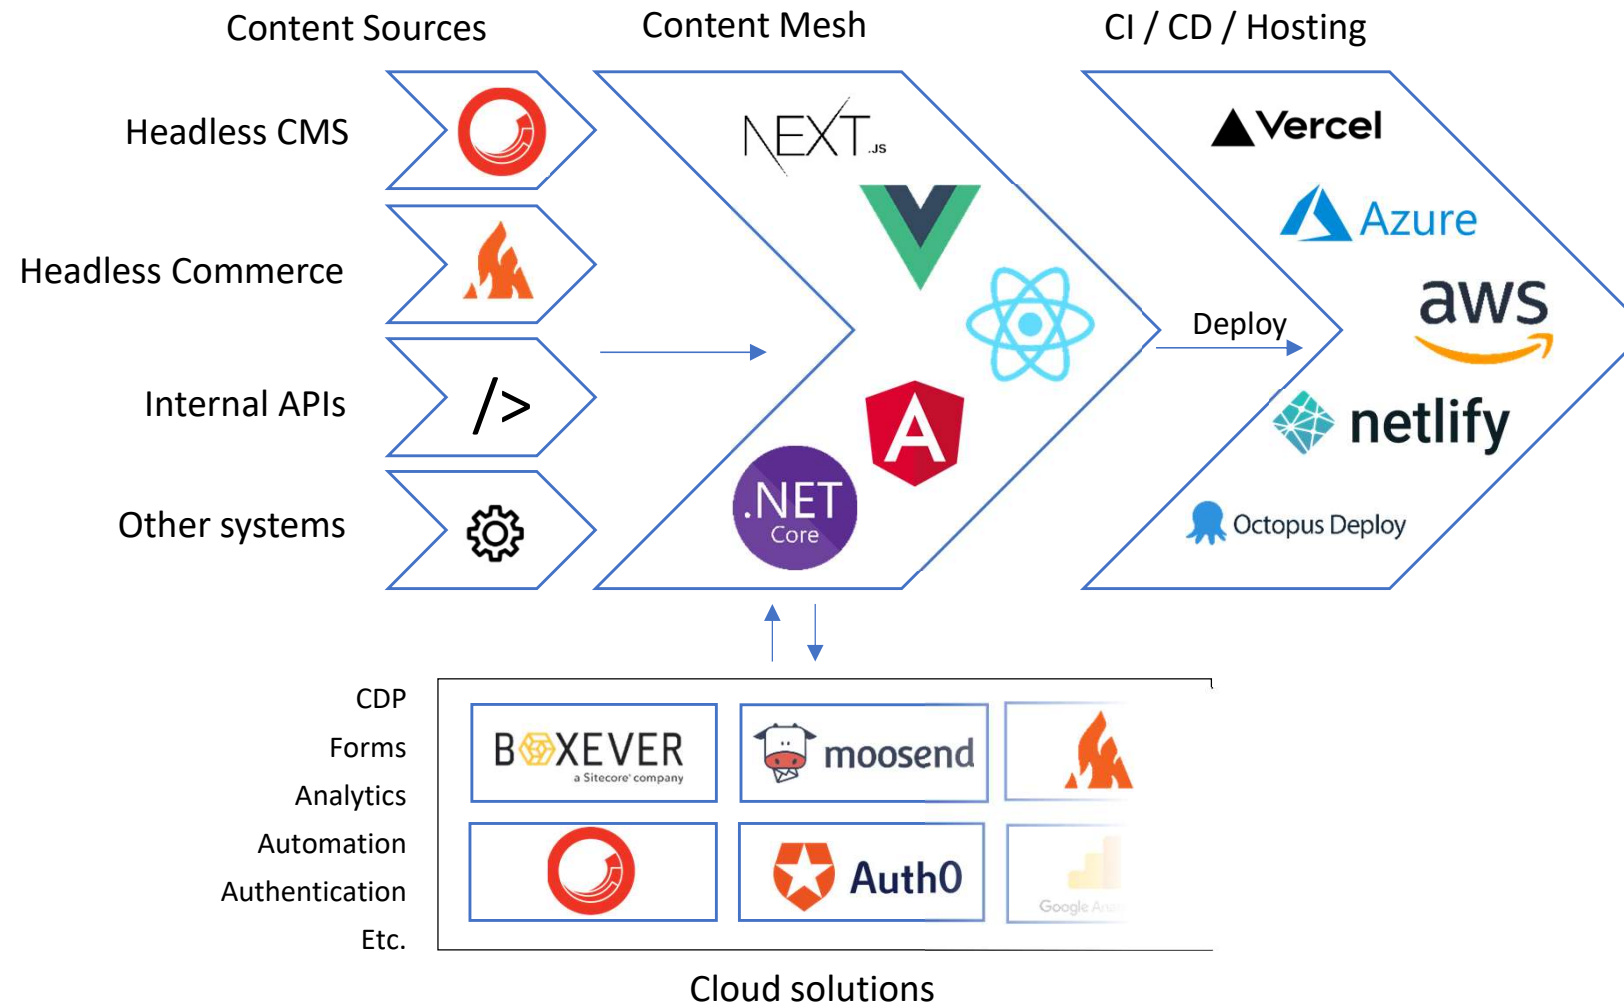 Content Sources
Content Mesh
CI / CD / Hosting
Headless CMS
NEXT.JS
Vercel
Azure
Headless Commerce
aws
Deploy
Internal APIs
/>
netlify
.NET
Core
Other systems
Octopus Deploy
CDP
Forms
Analytics
Automation
Authentication
Etc.
BOXEVER
a Sitecore® company
moosend
Auth0
Google
Cloud solutions